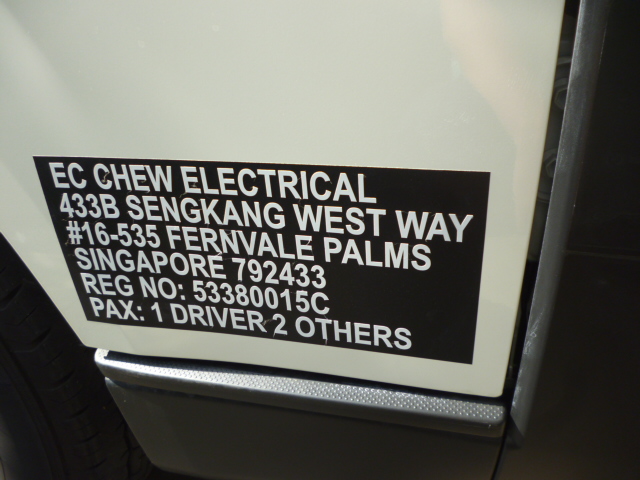 EC CHEW ELECTRICAL
433B SENGKANG WEST WAY
#16-535 FERNVALE PALMS
SINGAPORE 792433
REG NO: 53380015C
PAX: 1 DRIVER 2 OTHERS